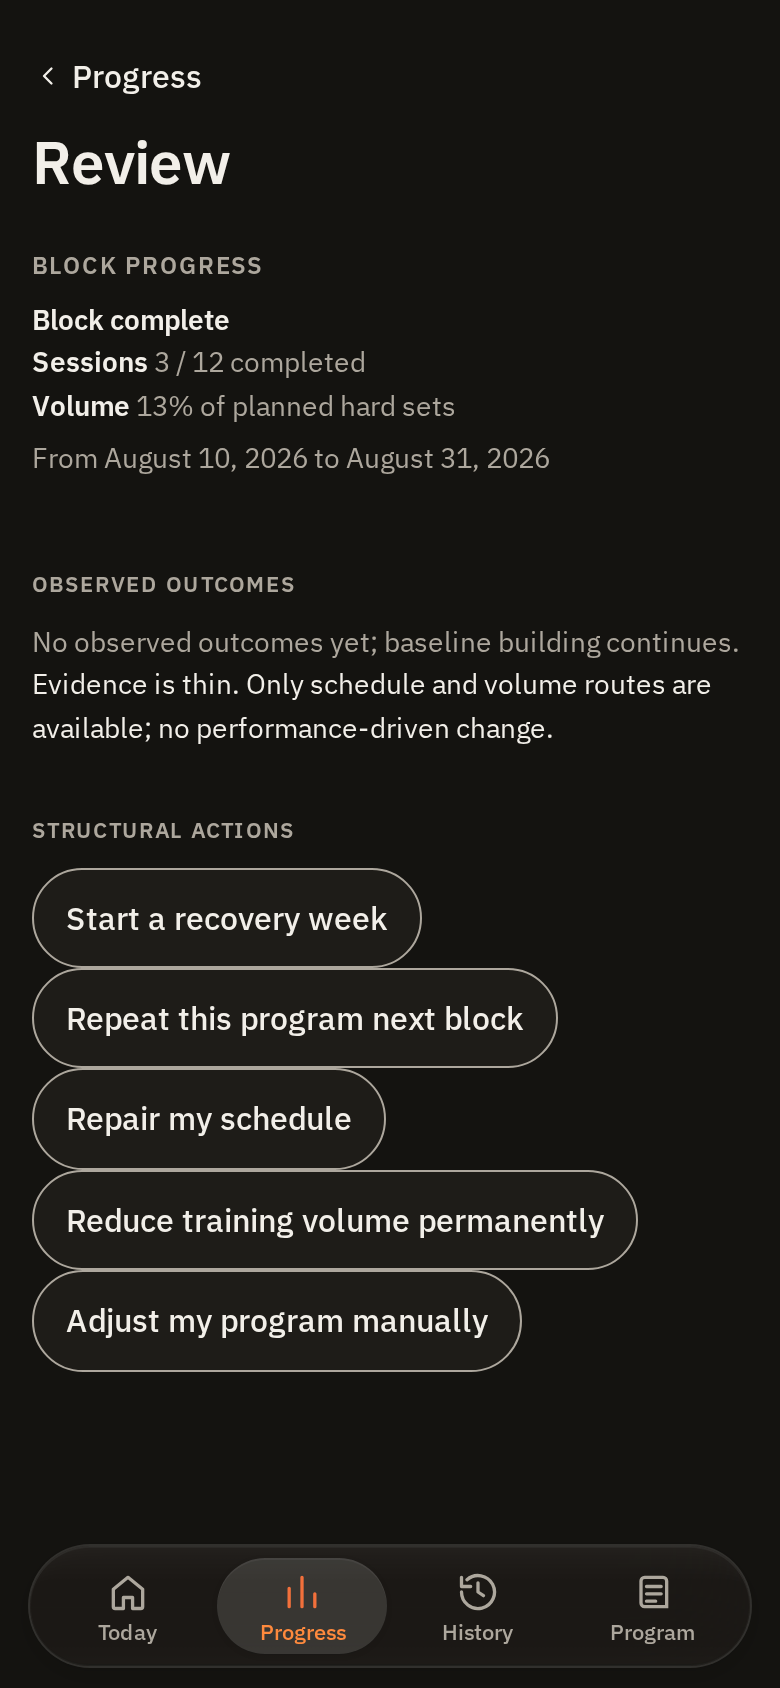 Progress
Review
BLOCK PROGRESS
Block complete
Sessions 3 / 12 completed
Volume 13% of planned hard sets
From August 10, 2026 to August 31, 2026
OBSERVED OUTCOMES
No observed outcomes yet; baseline building continues.
Evidence is thin. Only schedule and volume routes are
available; no performance-driven change.
STRUCTURAL ACTIONS
Start a recovery week
Repeat this program next block
Repair my schedule
Reduce training volume permanently
Adjust my program manually
Today
Progress
History
Program